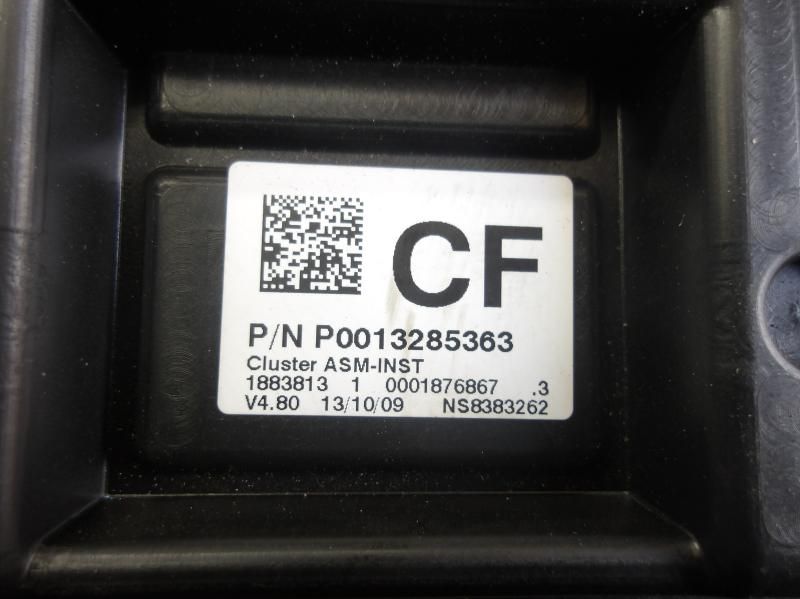 CF
P/N P0013285363
Cluster ASM-INST
1883813 1 0001876867 .3
V4.80 13/10/09 NS8383262